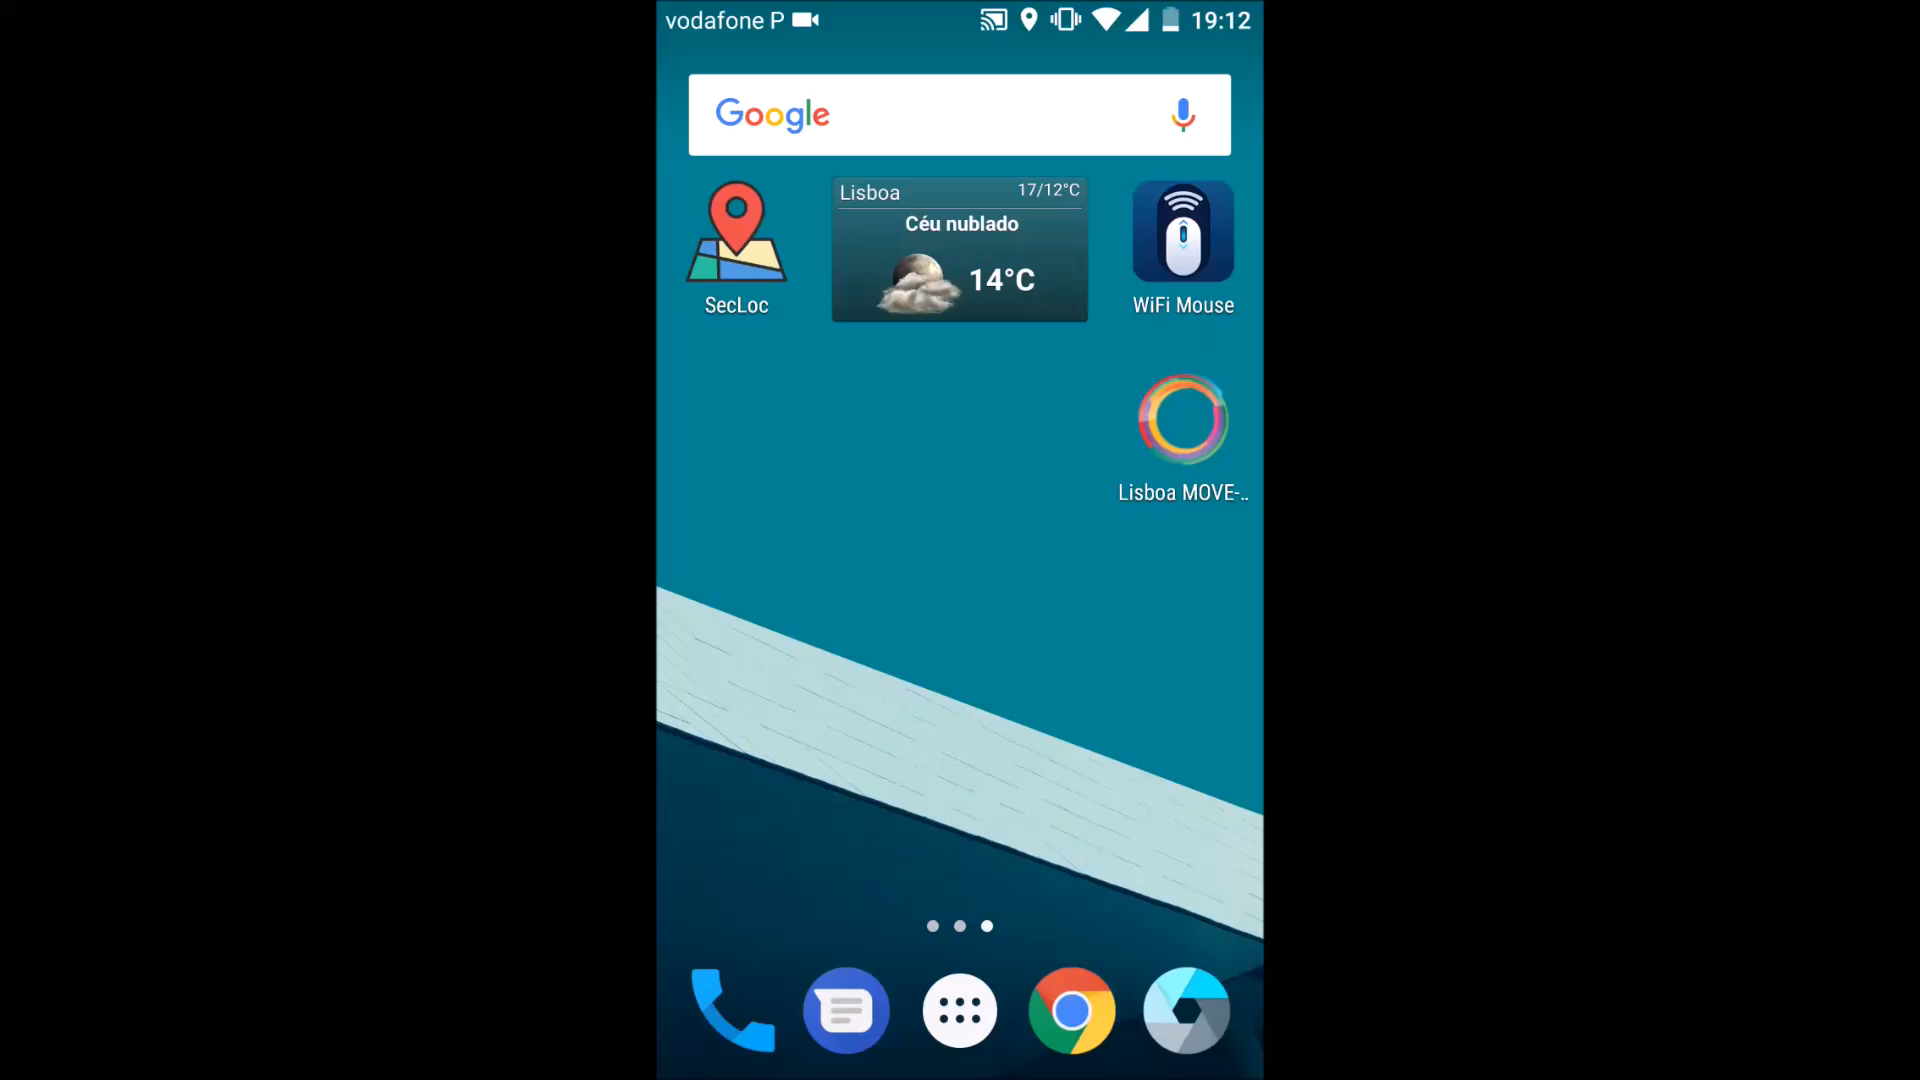 vodafone P
19:12
Google
Lisboa 17/12°C
Céu nublado
14°C
SecLoc
WiFi Mouse
Lisboa MOVE-..